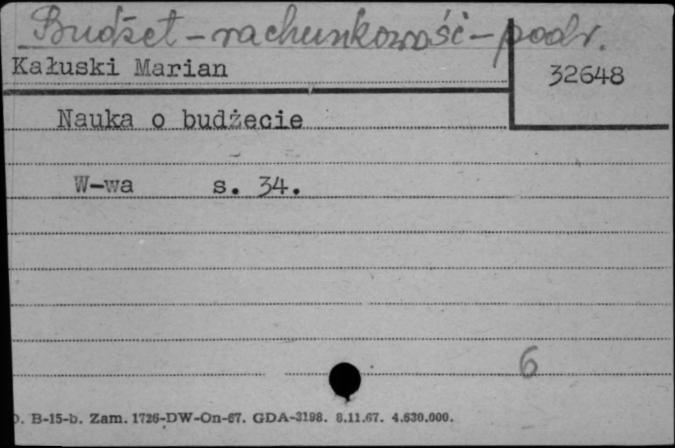 Budżet - rachunkowość - podr.
Kałuski Marian
32648
Nauka o budżecie
W-wa s. 34.
6
D. B-15-b. Zam. 1726-DW-On-67. GDA-3198. 8.11.67. 4.630.000.